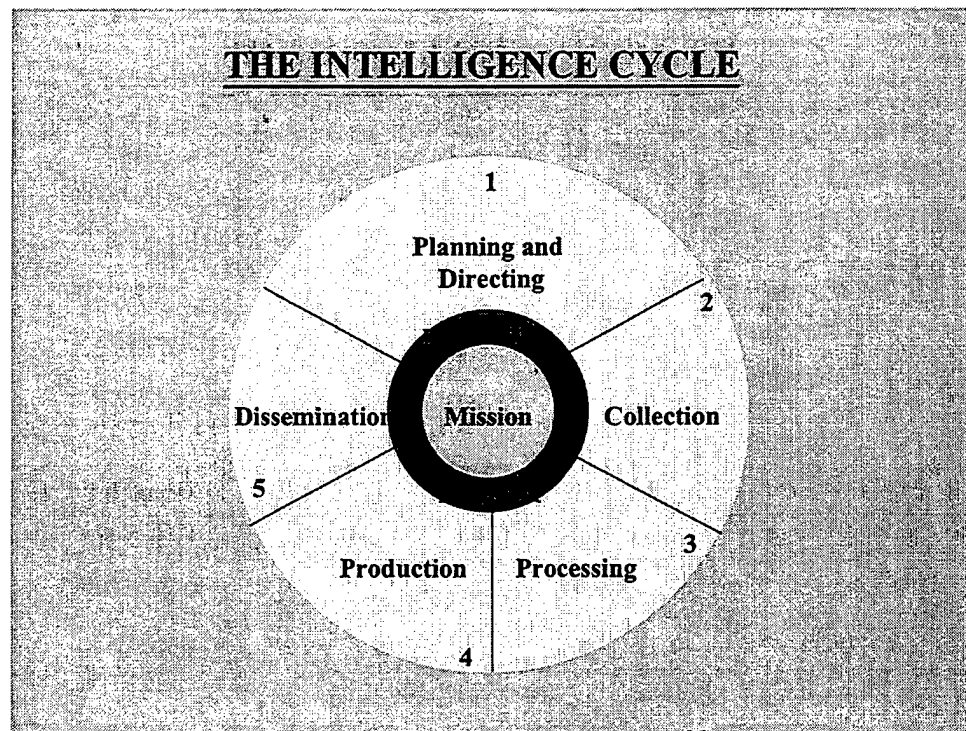 THE INTELLIGENCE CYCLE
1
Planning and
Directing
2
Collection
3
Processing
4
Production
5
Dissemination
Mission